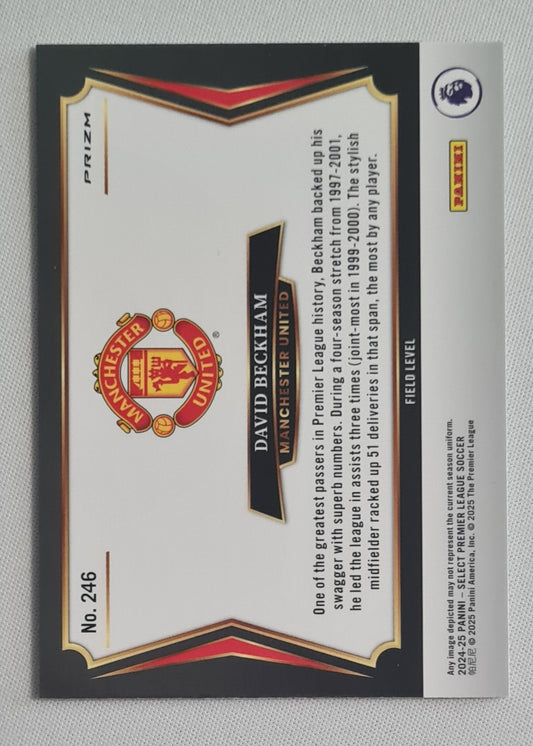 No. 246
PRIZM
MANCHESTER
UNITED
®
DAVID BECKHAM
MANCHESTER UNITED
One of the greatest passers in Premier League history, Beckham backed up his
swagger with superb numbers. During a four-season stretch from 1997-2001,
he led the league in assists three times (joint-most in 1999-2000). The stylish
midfielder racked up 51 deliveries in that span, the most by any player.
FIELD LEVEL
Any image depicted may not represent the current season uniform.
2024-25 PANINI – SELECT PREMIER LEAGUE SOCCER
帕尼尼 © 2025 Panini America, Inc. © 2025 The Premier League
PANINI